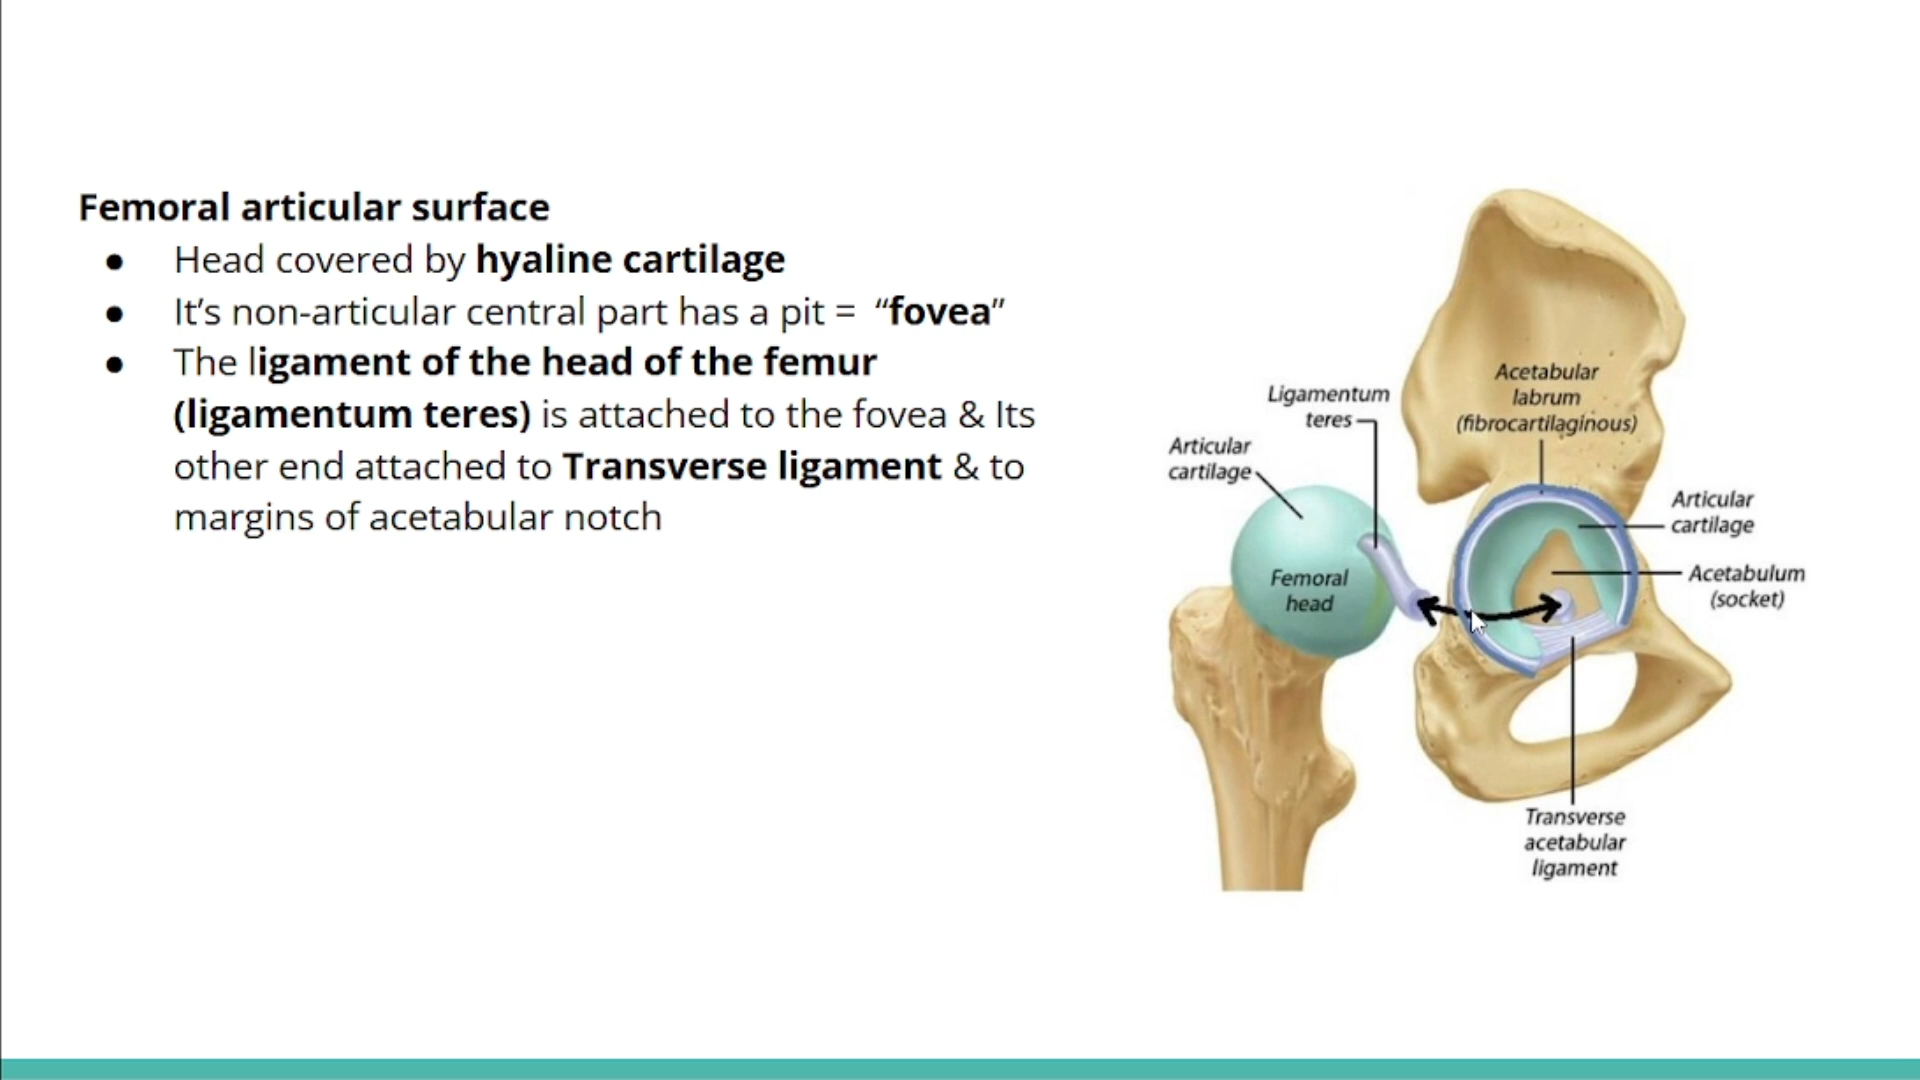 Femoral articular surface
● Head covered by hyaline cartilage
● It’s non-articular central part has a pit = “fovea”
● The ligament of the head of the femur
(ligamentum teres) is attached to the fovea & Its
other end attached to Transverse ligament & to
margins of acetabular notch
Acetabular
labrum
(fibrocartilaginous)
Ligamentum
teres
Articular
cartilage
Articular
cartilage
Femoral
head
Acetabulum
(socket)
Transverse
acetabular
ligament